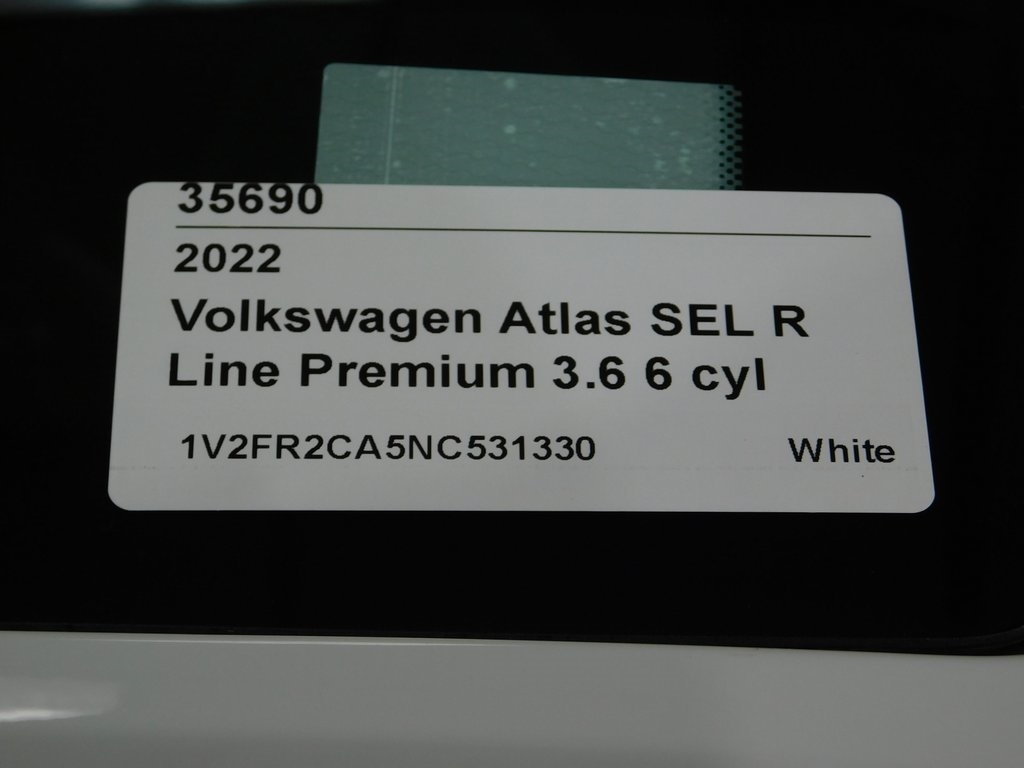 35690
2022
Volkswagen Atlas SEL R
Line Premium 3.6 6 cyl
1V2FR2CA5NC531330 White